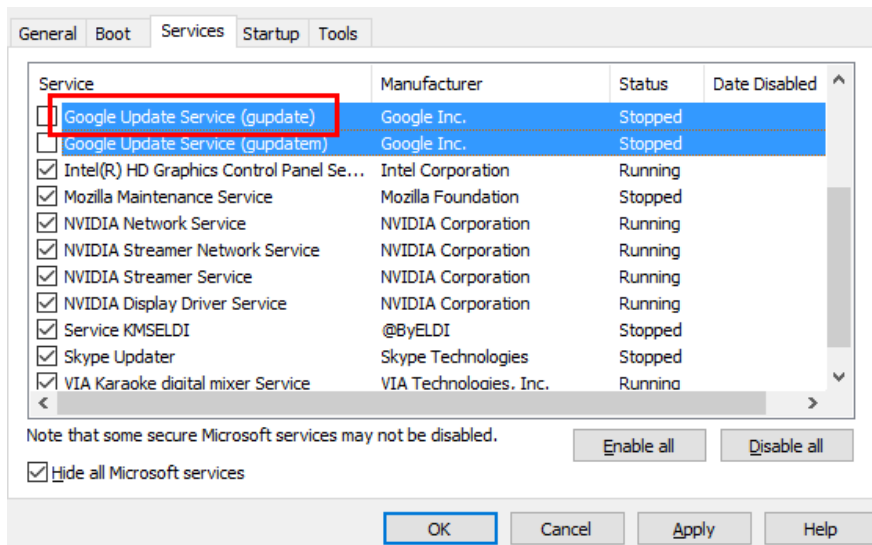 General Boot Services Startup Tools
Service Manufacturer Status Date Disabled
Google Update Service (gupdate) Google Inc. Stopped
Google Update Service (gupdatem) Google Inc. Stopped
Intel(R) HD Graphics Control Panel Se... Intel Corporation Running
Mozilla Maintenance Service Mozilla Foundation Stopped
NVIDIA Network Service NVIDIA Corporation Running
NVIDIA Streamer Network Service NVIDIA Corporation Running
NVIDIA Streamer Service NVIDIA Corporation Running
NVIDIA Display Driver Service NVIDIA Corporation Running
Service KMSELDI @ByELDI Stopped
Skype Updater Skype Technologies Stopped
VIA Karaoke digital mixer Service VIA Technologies, Inc. Running
Note that some secure Microsoft services may not be disabled.
Enable all Disable all
Hide all Microsoft services
OK Cancel Apply Help